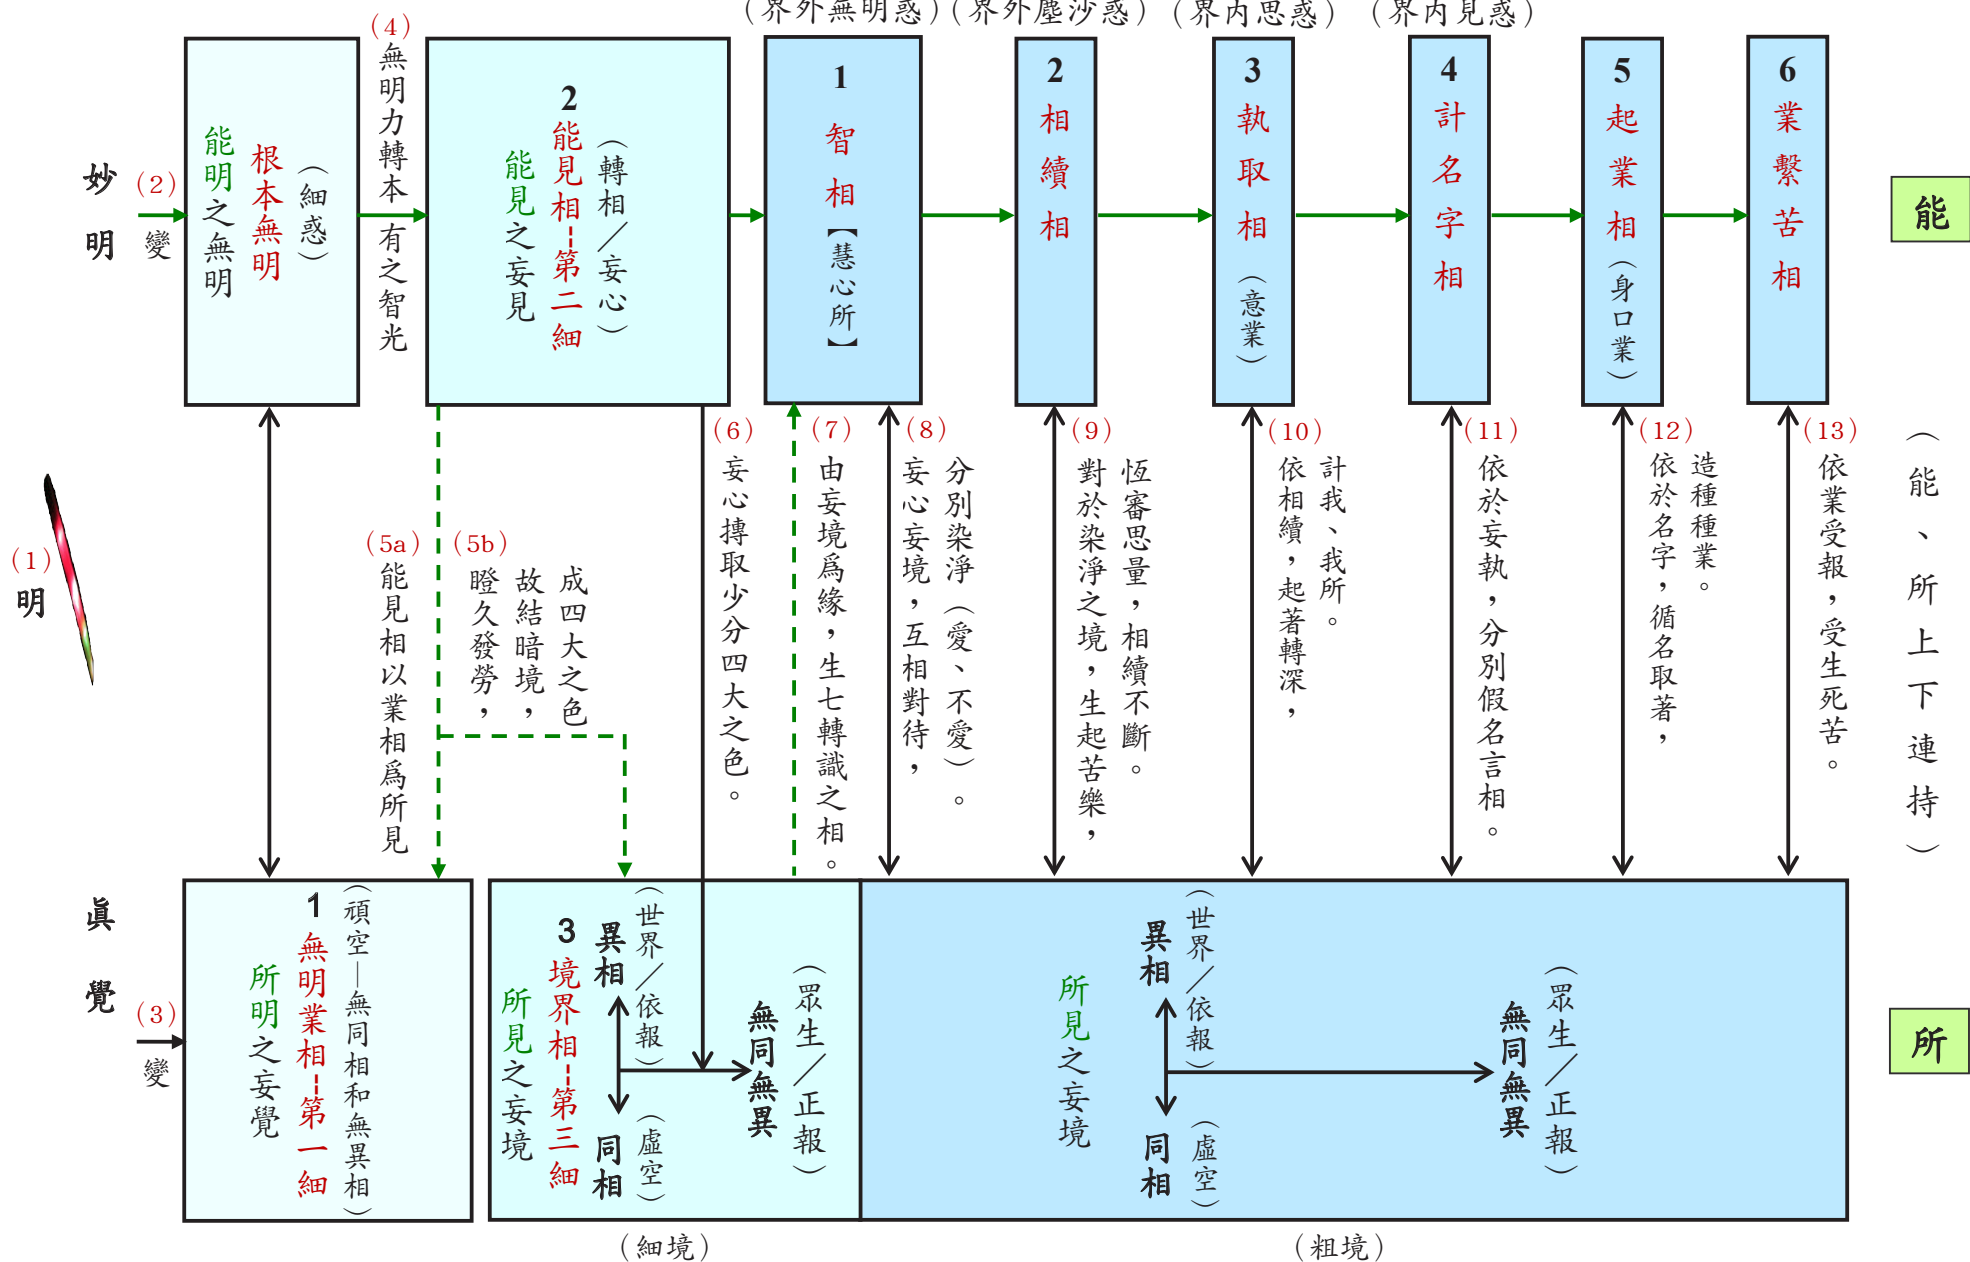 (界外無明惑)(界外塵沙惑)(界內思惑)(界內見惑)
(1)
明
妙明
(2)
變
能明之無明
根本無明
(細惑)
(4)
無明力轉本有之智光
2
能見相--第二細
能見之妄見
(轉相／妄心)
1
智相【慧心所】
2
相續相
3
執取相(意業)
4
計名字相
5
起業相(身口業)
6
業繫苦相
能
(5a)
能見相以業相為所見
(5b)
瞪久發勞，
故結暗境，
成四大之色
(6)
妄心摶取少分四大之色。
(7)
由妄境為緣，生七轉識之相。
(8)
妄心妄境，互相對待，
分別染淨(愛、不愛)。
(9)
對於染淨之境，生起苦樂，
恆審思量，相續不斷。
(10)
依相續，起著轉深，
計我、我所。
(11)
依於妄執，分別假名言相。
(12)
依於名字，循名取著，
造種種業。
(13)
依業受報，受生死苦。
(能、所上下連持)
眞覺
(3)
變
1
無明業相--第一細
所明之妄覺
(頑空—無同相和無異相)
3
境界相--第三細
所見之妄境
異相
(世界／依報)
同相
(虛空)
無同無異
(眾生／正報)
所見之妄境
異相
(世界／依報)
同相
(虛空)
無同無異
(眾生／正報)
所
(細境)
(粗境)